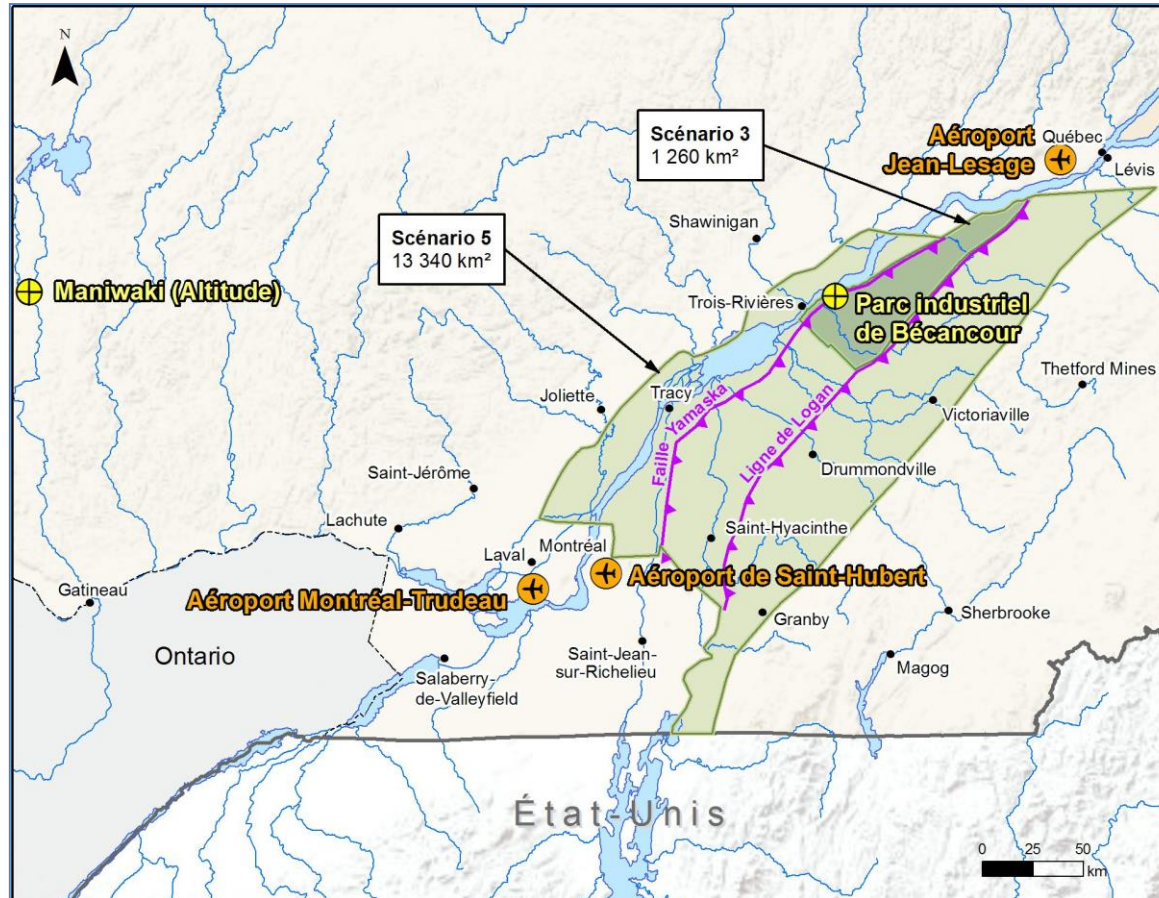 N
Scénario 3
1 260 km²
Aéroport
Jean-Lesage
Québec
Lévis
Shawinigan
Scénario 5
13 340 km²
Maniwaki (Altitude)
Trois-Rivières
Parc industriel
de Bécancour
Thetford Mines
Joliette
Tracy
Victoriaville
Faille Yamaska
Ligne de Logan
Drummondville
Saint-Jérôme
Lachute
Saint-Hyacinthe
Laval
Montréal
Gatineau
Aéroport Montréal-Trudeau
Aéroport de Saint-Hubert
Granby
Sherbrooke
Ontario
Saint-Jean-
sur-Richelieu
Magog
Salaberry-
de-Valleyfield
État-Unis
0 25 50
km